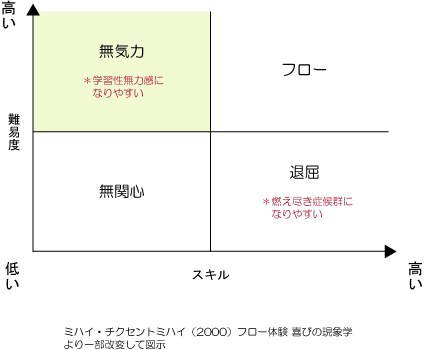 高い
無気力
＊学習性無力感に
なりやすい
フロー
難易度
無関心
退屈
＊燃え尽き症候群に
なりやすい
低い
スキル
高い
ミハイ・チクセントミハイ（2000）フロー体験 喜びの現象学
より一部改変して図示